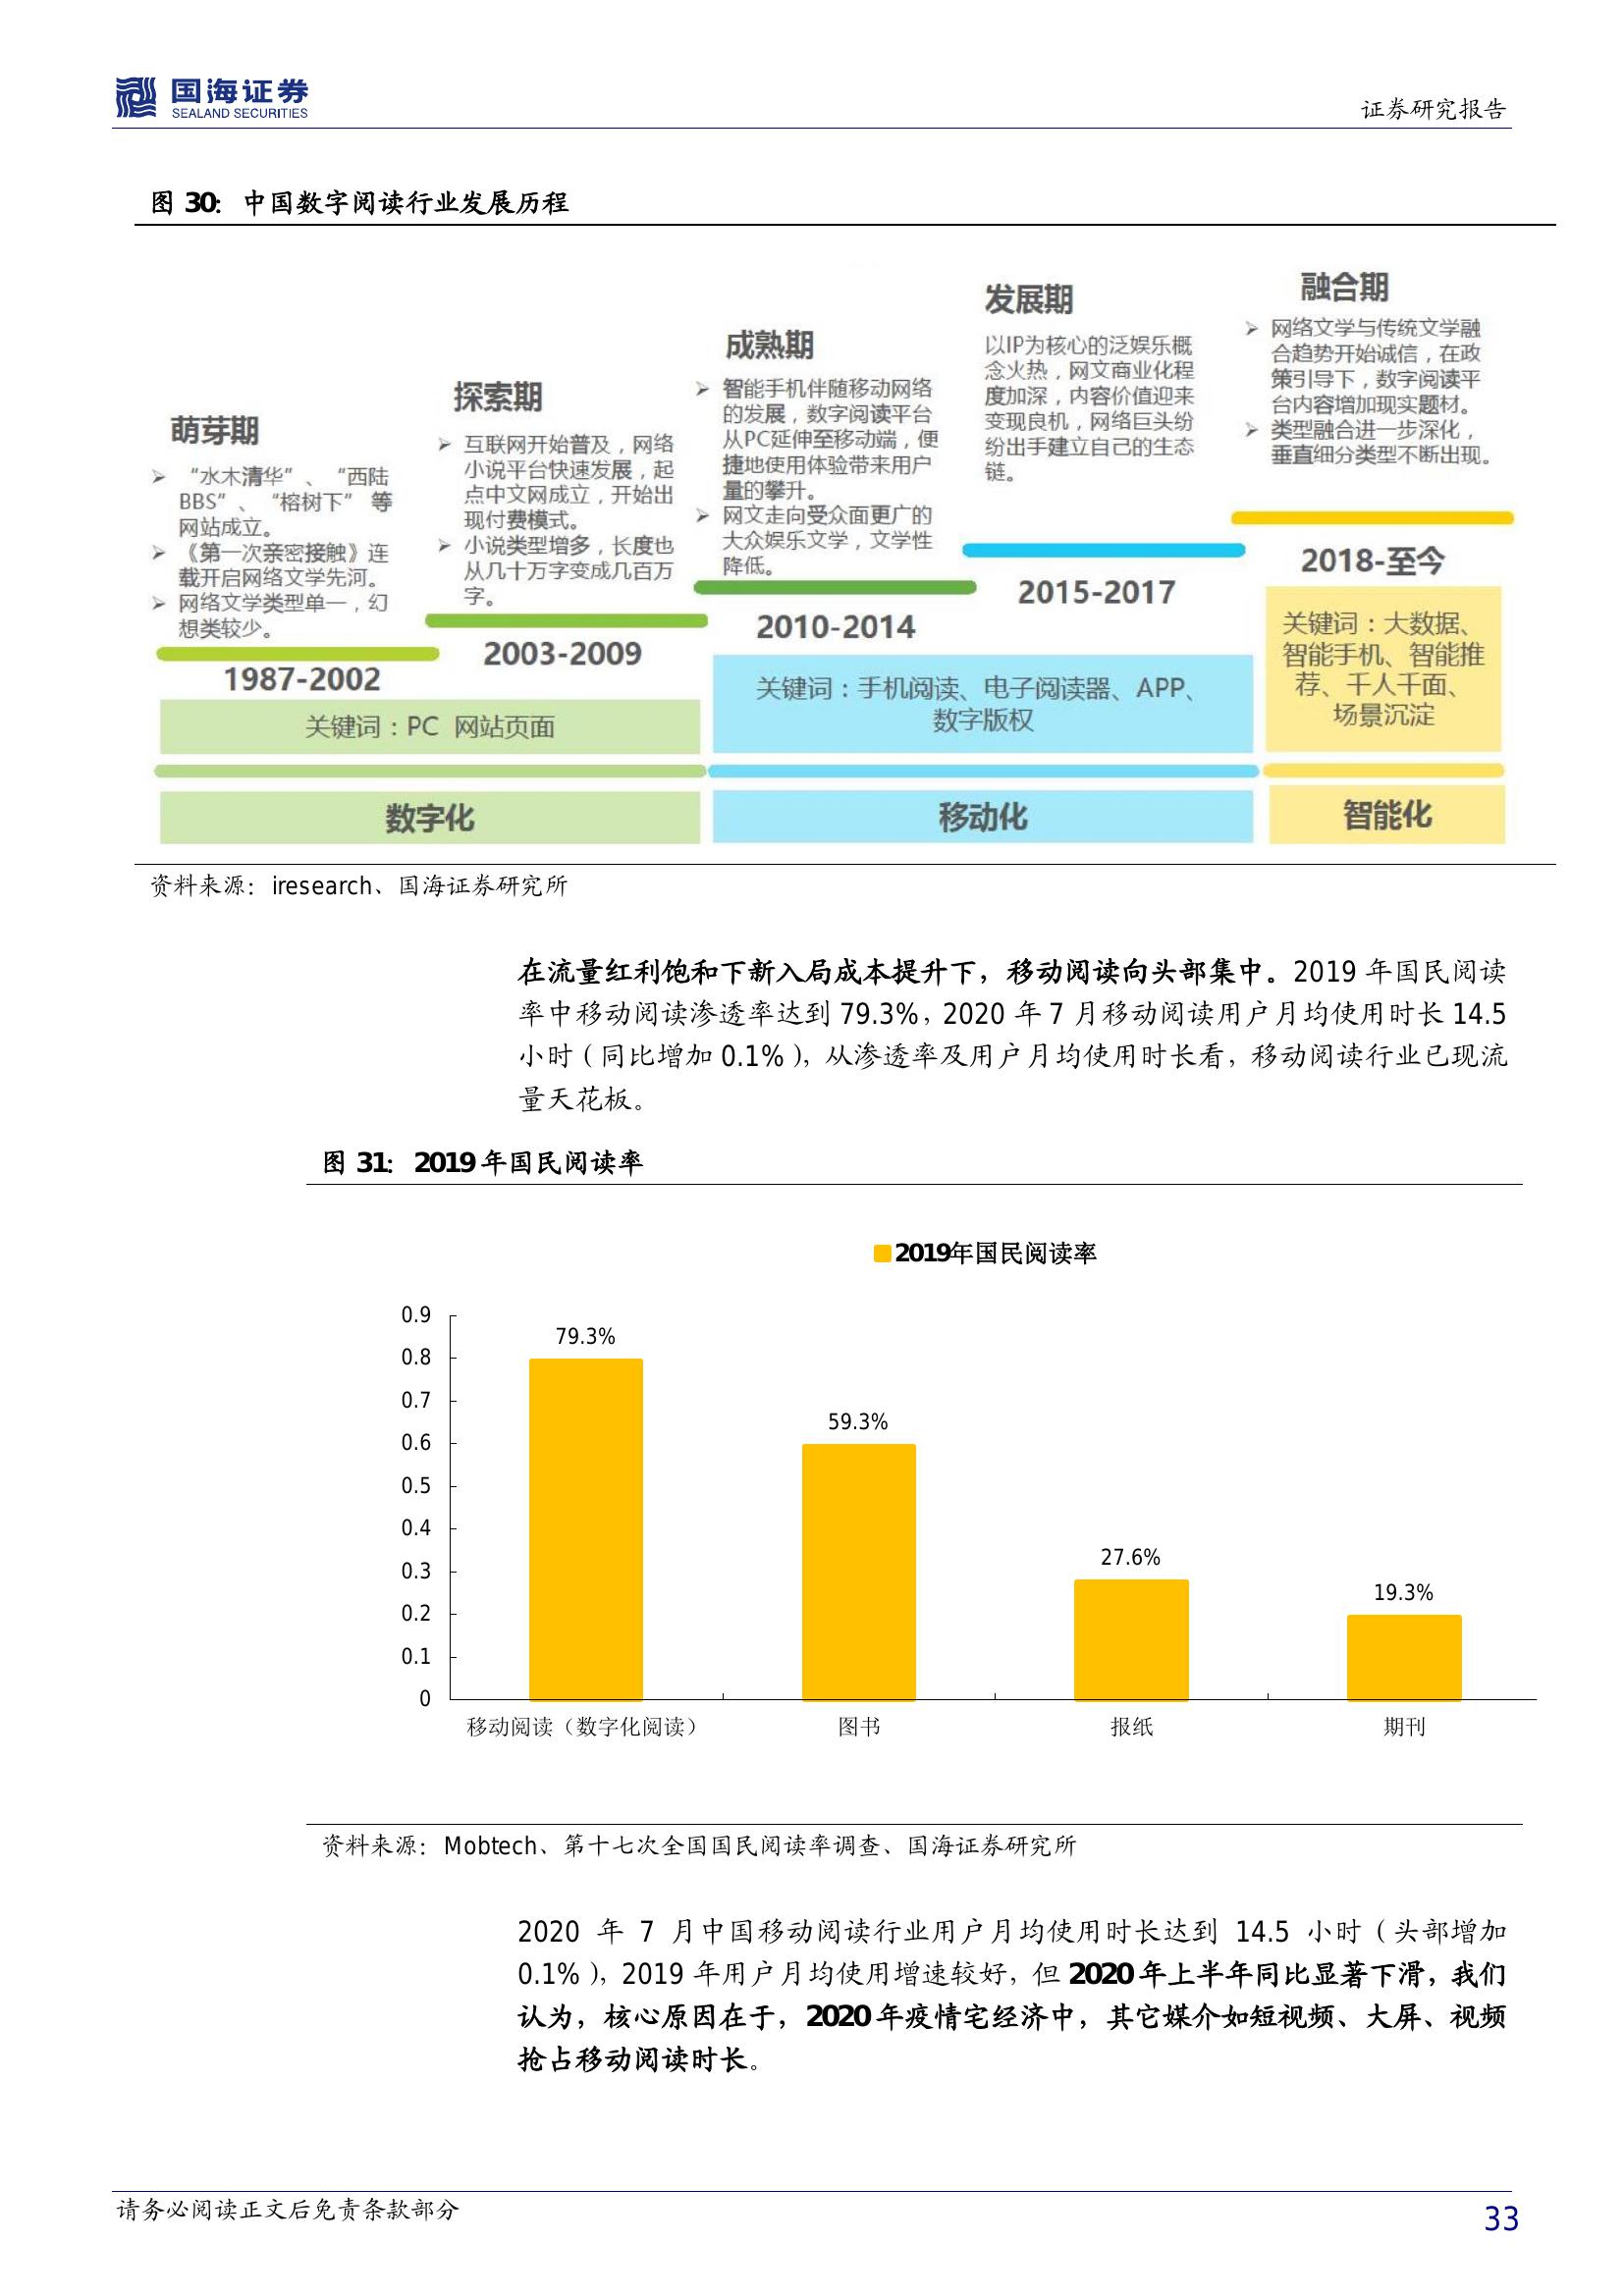 国海证券
SEALAND SECURITIES
证券研究报告
图 30：中国数字阅读行业发展历程
萌芽期
➢ “水木清华”、“西陆
BBS”、“榕树下”等
网站成立。
➢ 《第一次亲密接触》连
载开启网络文学先河。
➢ 网络文学类型单一，幻
想类较少。
1987-2002
探索期
➢ 互联网开始普及，网络
小说平台快速发展，起
点中文网成立，开始出
现付费模式。
➢ 小说类型增多，长度也
从几十万字变成几百万
字。
2003-2009
成熟期
➢ 智能手机伴随移动网络
的发展，数字阅读平台
从PC延伸至移动端，便
捷地使用体验带来用户
量的攀升。
➢ 网文走向受众面更广的
大众娱乐文学，文学性
降低。
2010-2014
发展期
以IP为核心的泛娱乐概
念火热，网文商业化程
度加深，内容价值迎来
变现良机，网络巨头纷
纷出手建立自己的生态
链。
2015-2017
融合期
➢ 网络文学与传统文学融
合趋势开始诚信，在政
策引导下，数字阅读平
台内容增加现实题材。
➢ 类型融合进一步深化，
垂直细分类型不断出现。
2018-至今
关键词：PC 网站页面
关键词：手机阅读、电子阅读器、APP、
数字版权
关键词：大数据、
智能手机、智能推
荐、千人千面、
场景沉淀
数字化
移动化
智能化
资料来源：iresearch、国海证券研究所
在流量红利饱和下新入局成本提升下，移动阅读向头部集中。2019 年国民阅读
率中移动阅读渗透率达到 79.3%，2020 年 7 月移动阅读用户月均使用时长 14.5
小时（同比增加 0.1%），从渗透率及用户月均使用时长看，移动阅读行业已现流
量天花板。
图 31：2019 年国民阅读率
2019年国民阅读率
0.9
0.8
0.7
0.6
0.5
0.4
0.3
0.2
0.1
0
79.3%
59.3%
27.6%
19.3%
移动阅读（数字化阅读）
图书
报纸
期刊
资料来源：Mobtech、第十七次全国国民阅读率调查、国海证券研究所
2020 年 7 月中国移动阅读行业用户月均使用时长达到 14.5 小时（头部增加
0.1%），2019 年用户月均使用增速较好，但 2020 年上半年同比显著下滑，我们
认为，核心原因在于，2020 年疫情宅经济中，其它媒介如短视频、大屏、视频
抢占移动阅读时长。
请务必阅读正文后免责条款部分
33